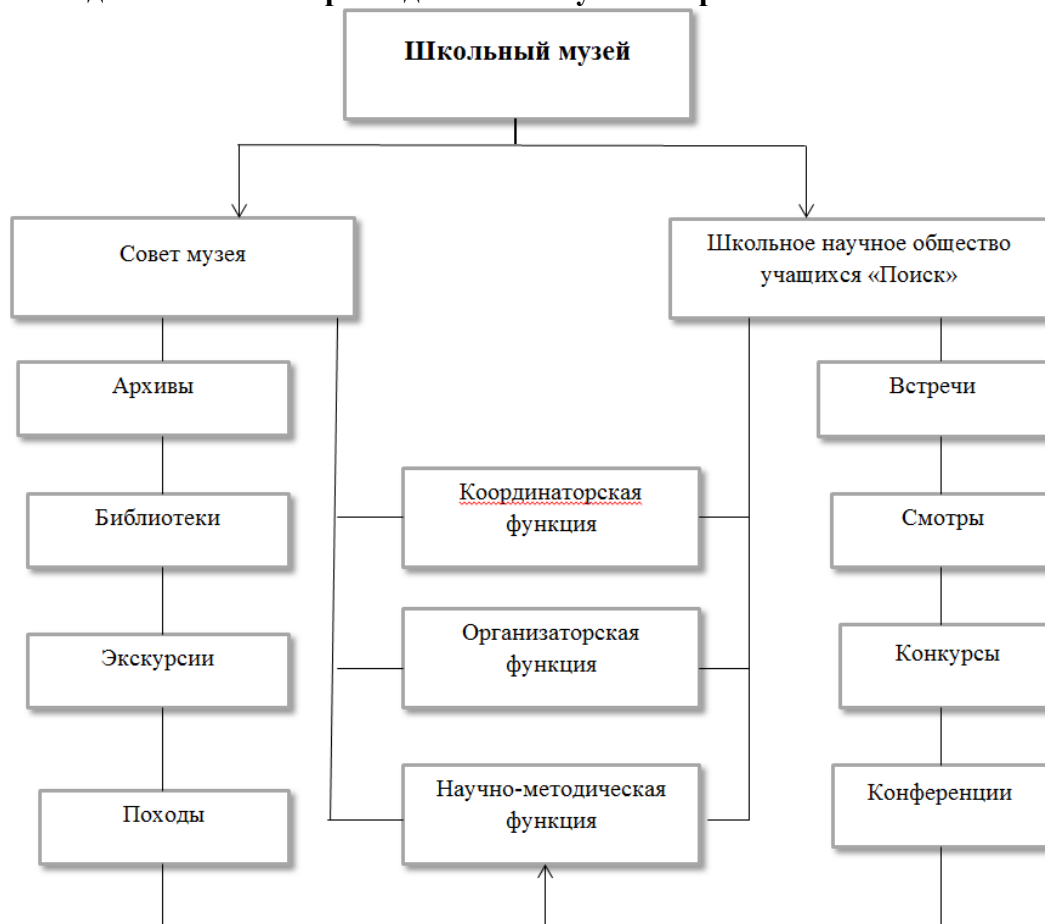 Школьный музей
Совет музея
Школьное научное общество
учащихся «Поиск»
Архивы
Встречи
Координаторская
функция
Библиотеки
Смотры
Организаторская
функция
Экскурсии
Конкурсы
Научно-методическая
функция
Походы
Конференции